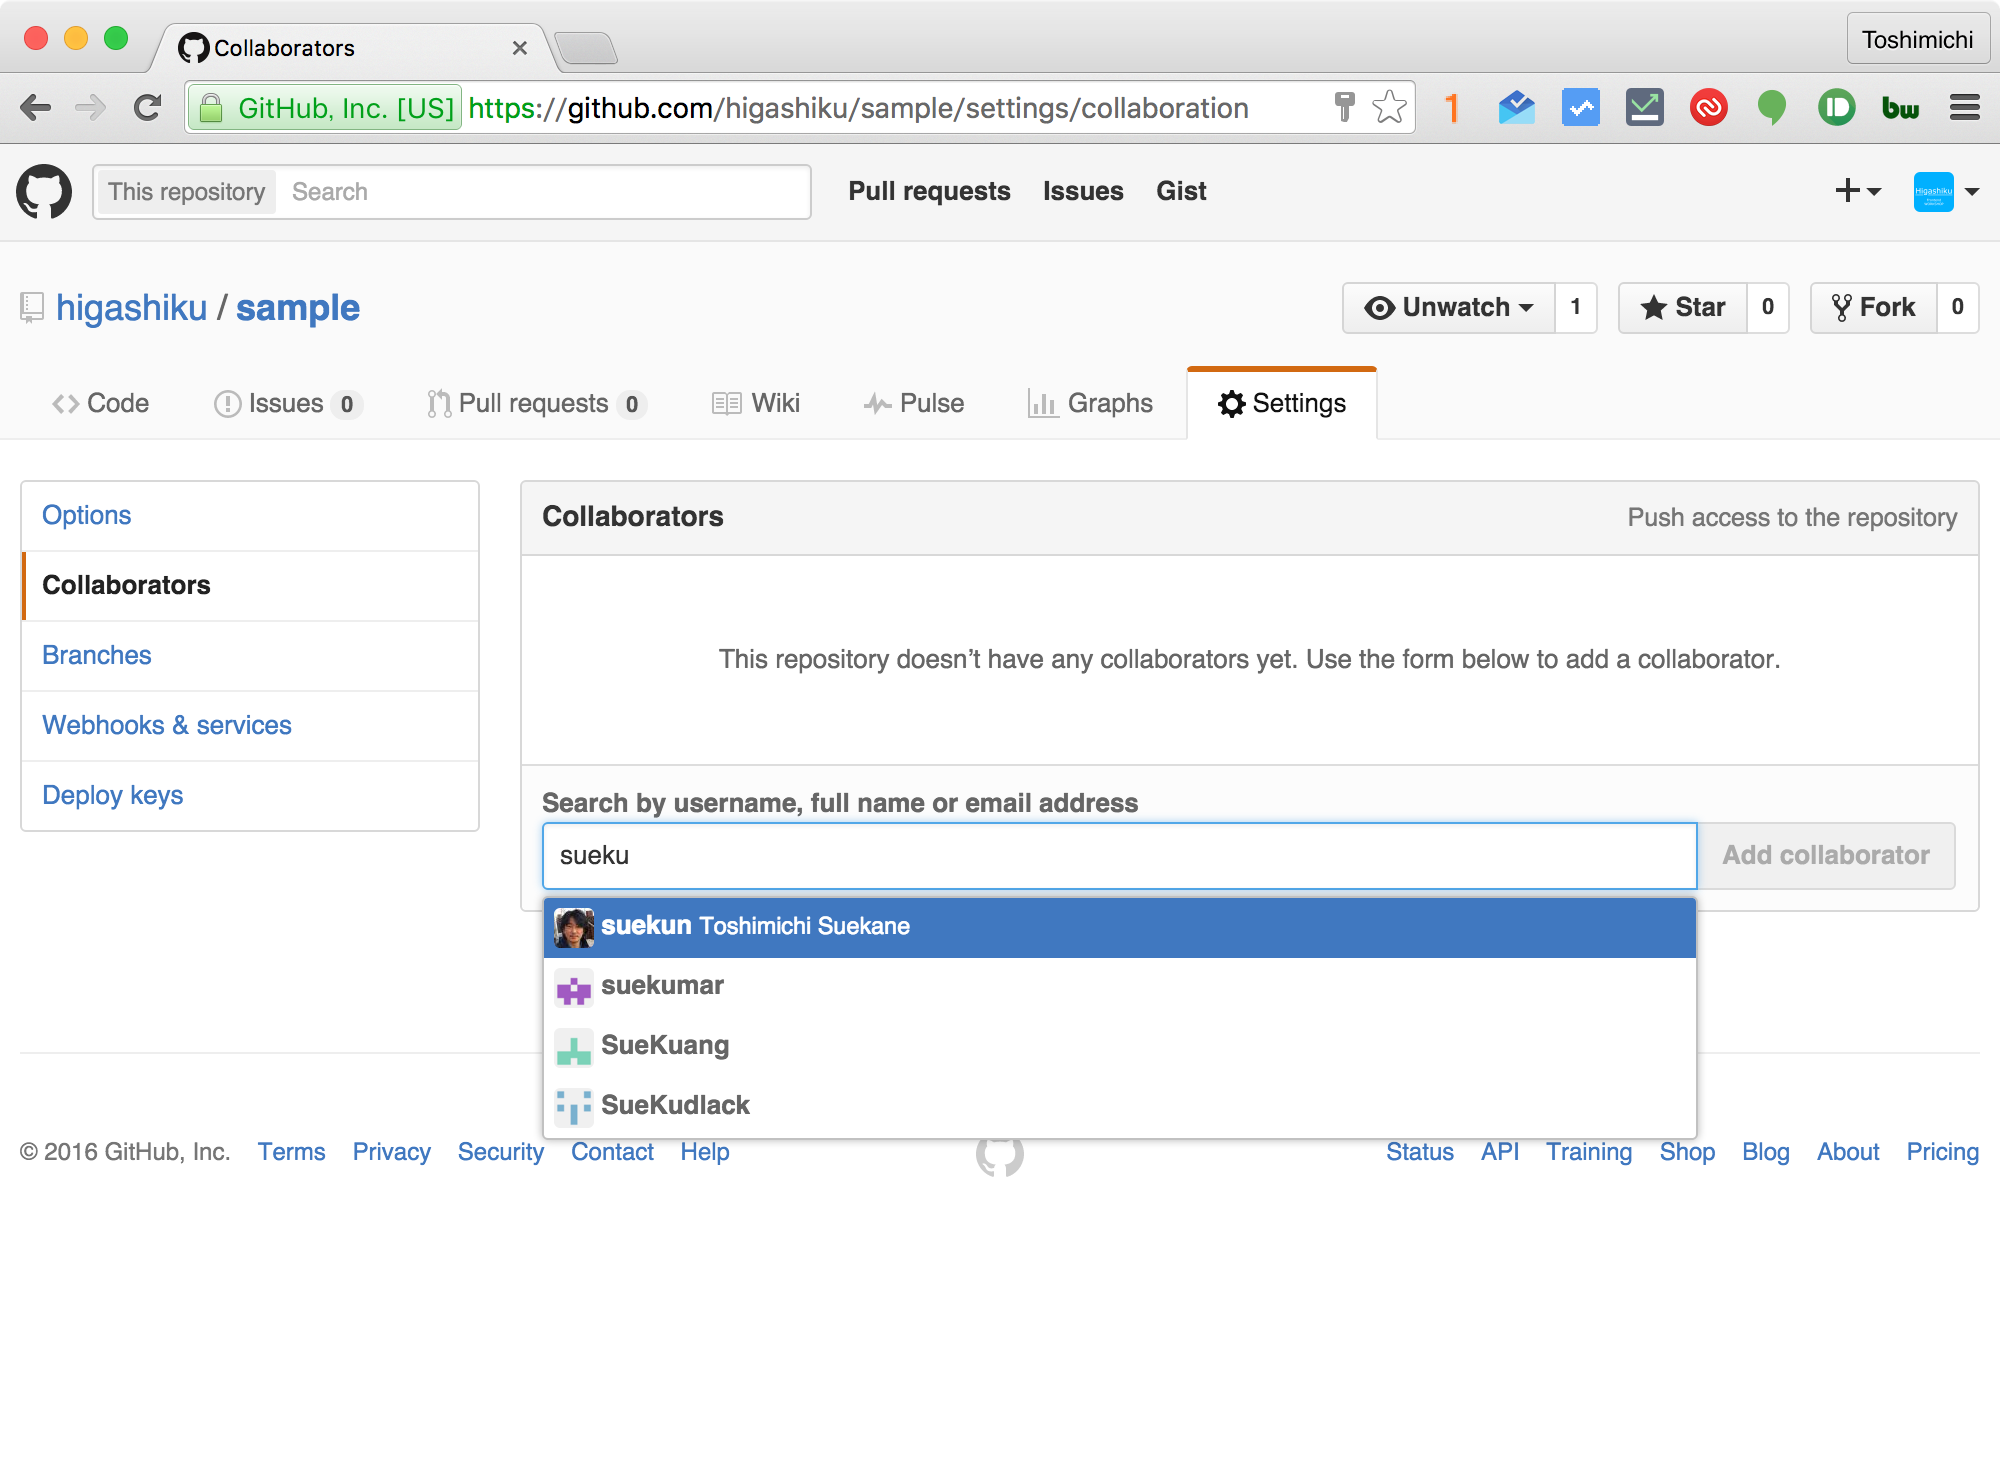 Collaborators
Toshimichi
GitHub, Inc. [US] https://github.com/higashiku/sample/settings/collaboration
This repository Search Pull requests Issues Gist
Higashiku
higashiku / sample
Unwatch 1 Star 0 Fork 0
Code Issues 0 Pull requests 0 Wiki Pulse Graphs Settings
Options
Collaborators
Branches
Webhooks & services
Deploy keys
Collaborators Push access to the repository
This repository doesn’t have any collaborators yet. Use the form below to add a collaborator.
Search by username, full name or email address
sueku Add collaborator
suekun Toshimichi Suekane
suekumar
SueKuang
SueKudlack
© 2016 GitHub, Inc. Terms Privacy Security Contact Help Status API Training Shop Blog About Pricing